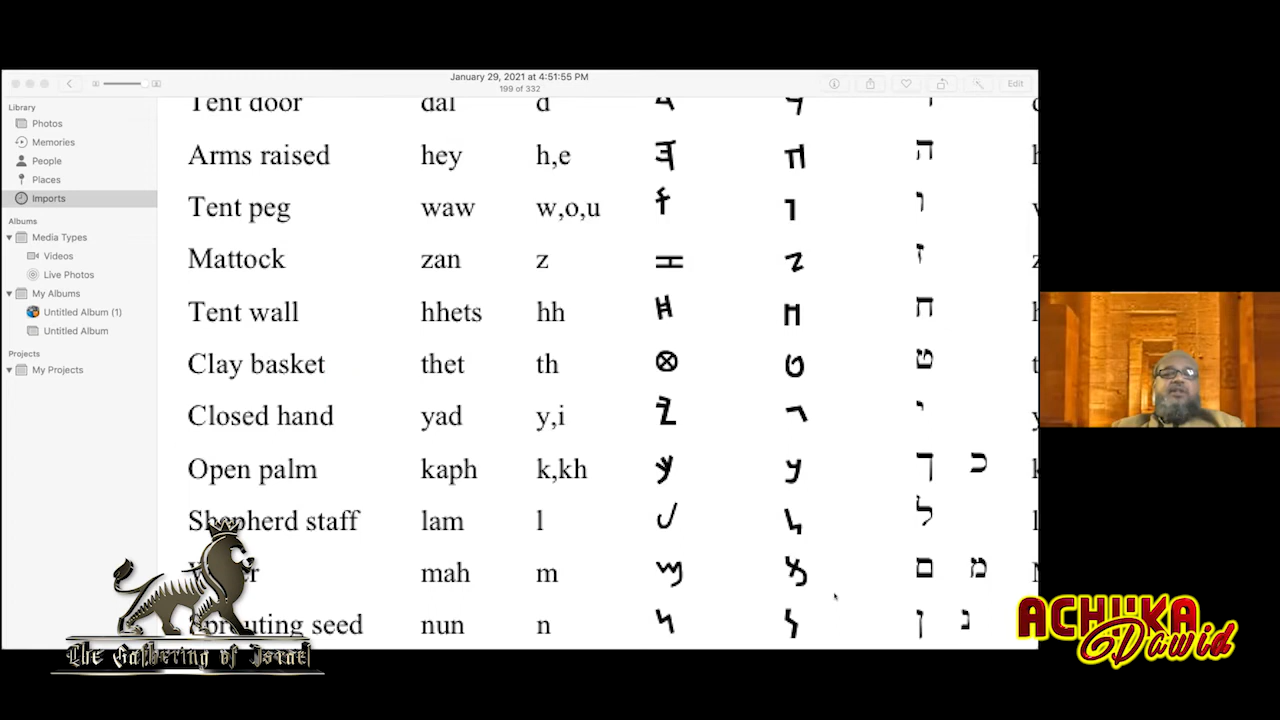 January 29, 2021 at 4:51:55 PM
199 of 332
Edit
Library
Photos
Memories
People
Places
Imports
Albums
Media Types
Videos
Live Photos
My Albums
Untitled Album (1)
Untitled Album
Projects
My Projects
Tent door dal d
Arms raised hey h,e 𐤄 ה
Tent peg waw w,o,u 𐤅 ו
Mattock zan z 𐤆 ז
Tent wall hhets hh 𐤇 ח
Clay basket thet th 𐤈 ט
Closed hand yad y,i 𐤉 י
Open palm kaph k,kh 𐤊 ך כ
Shepherd staff lam l 𐤋 ל
mah m 𐤌 ם מ
Sprouting seed nun n 𐤍 ן נ
The Gathering of Israel
ACHUKA
Dawid